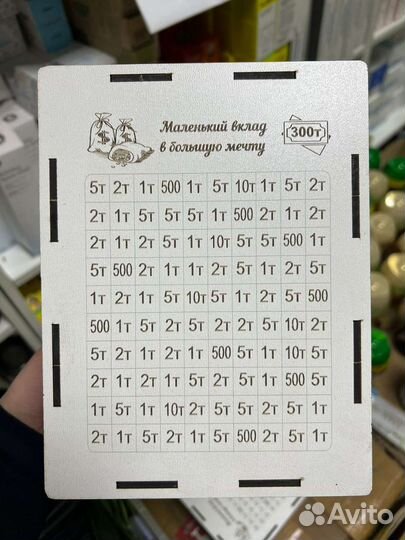 Маленький вклад
в большую мечту
300т
$ $
5т 2т 1т 500 1т 5т 10т 1т 5т 2т
2т 1т 5т 5т 5т 1т 500 2т 1т 2т
2т 1т 2т 5т 1т 10т 5т 5т 500 1т
5т 500 2т 1т 1т 2т 5т 1т 2т 5т
1т 2т 1т 5т 10т 5т 1т 2т 5т 500
500 1т 5т 2т 2т 2т 2т 5т 10т 2т
5т 2т 1т 2т 1т 500 5т 1т 10т 5т
2т 2т 1т 5т 1т 2т 5т 1т 500 5т
1т 5т 1т 10т 2т 5т 1т 2т 5т 2т
2т 1т 5т 2т 1т 5т 500 2т 5т 1т
Avito